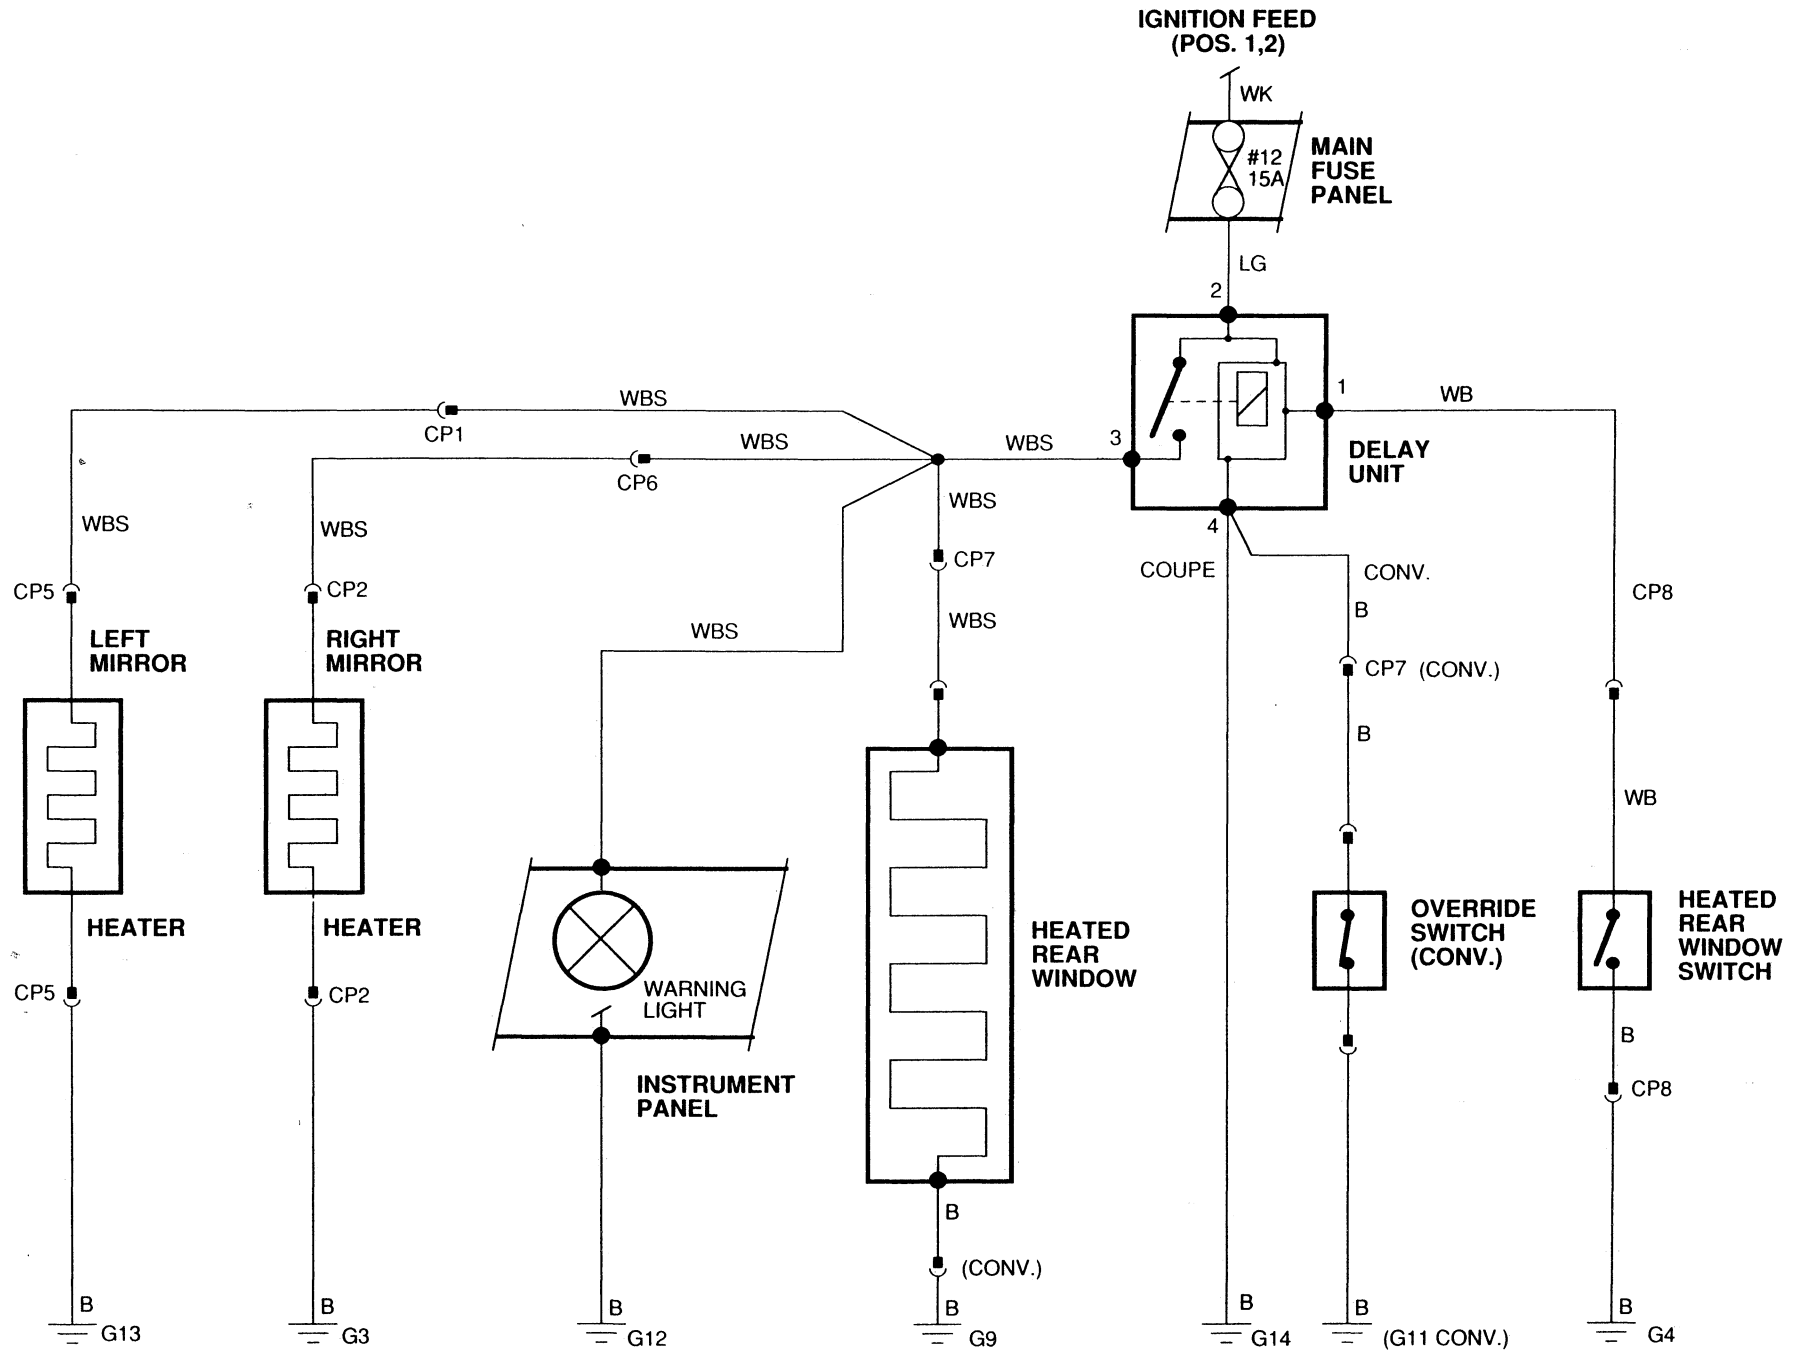 IGNITION FEED
(POS. 1,2)
WK
#12
15A
MAIN
FUSE
PANEL
LG
2
1
WB
3
DELAY
UNIT
4
WBS
CP1
WBS
CP6
WBS
WBS
WBS
WBS
CP7
WBS
WBS
COUPE
CONV.
B
CP7 (CONV.)
B
CP8
WB
CP5
CP2
LEFT
MIRROR
RIGHT
MIRROR
HEATER
HEATER
CP5
CP2
WARNING
LIGHT
INSTRUMENT
PANEL
HEATED
REAR
WINDOW
OVERRIDE
SWITCH
(CONV.)
HEATED
REAR
WINDOW
SWITCH
B
CP8
B
(CONV.)
B
G13
B
G3
B
G12
B
G9
B
G14
B
(G11 CONV.)
B
G4